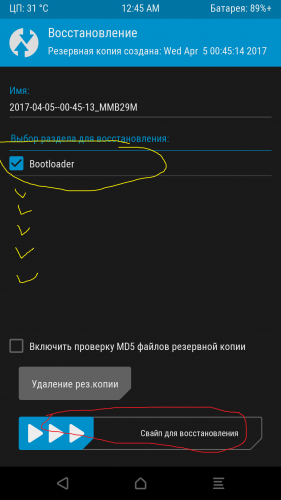 ЦП: 31 °C 12:45 AM Батарея: 89%+
Восстановление
Резервная копия создана: Wed Apr 5 00:45:14 2017
Имя:
2017-04-05--00-45-13_MMB29M
Выбор раздела для восстановления:
Bootloader
Включить проверку MD5 файлов резервной копии
Удаление рез.копии
Свайп для восстановления